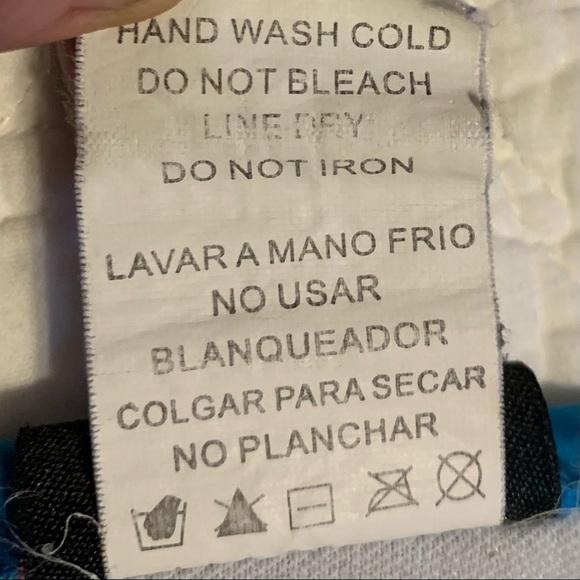 HAND WASH COLD
DO NOT BLEACH
LINE DRY
DO NOT IRON
LAVAR A MANO FRIO
NO USAR
BLANQUEADOR
COLGAR PARA SECAR
NO PLANCHAR